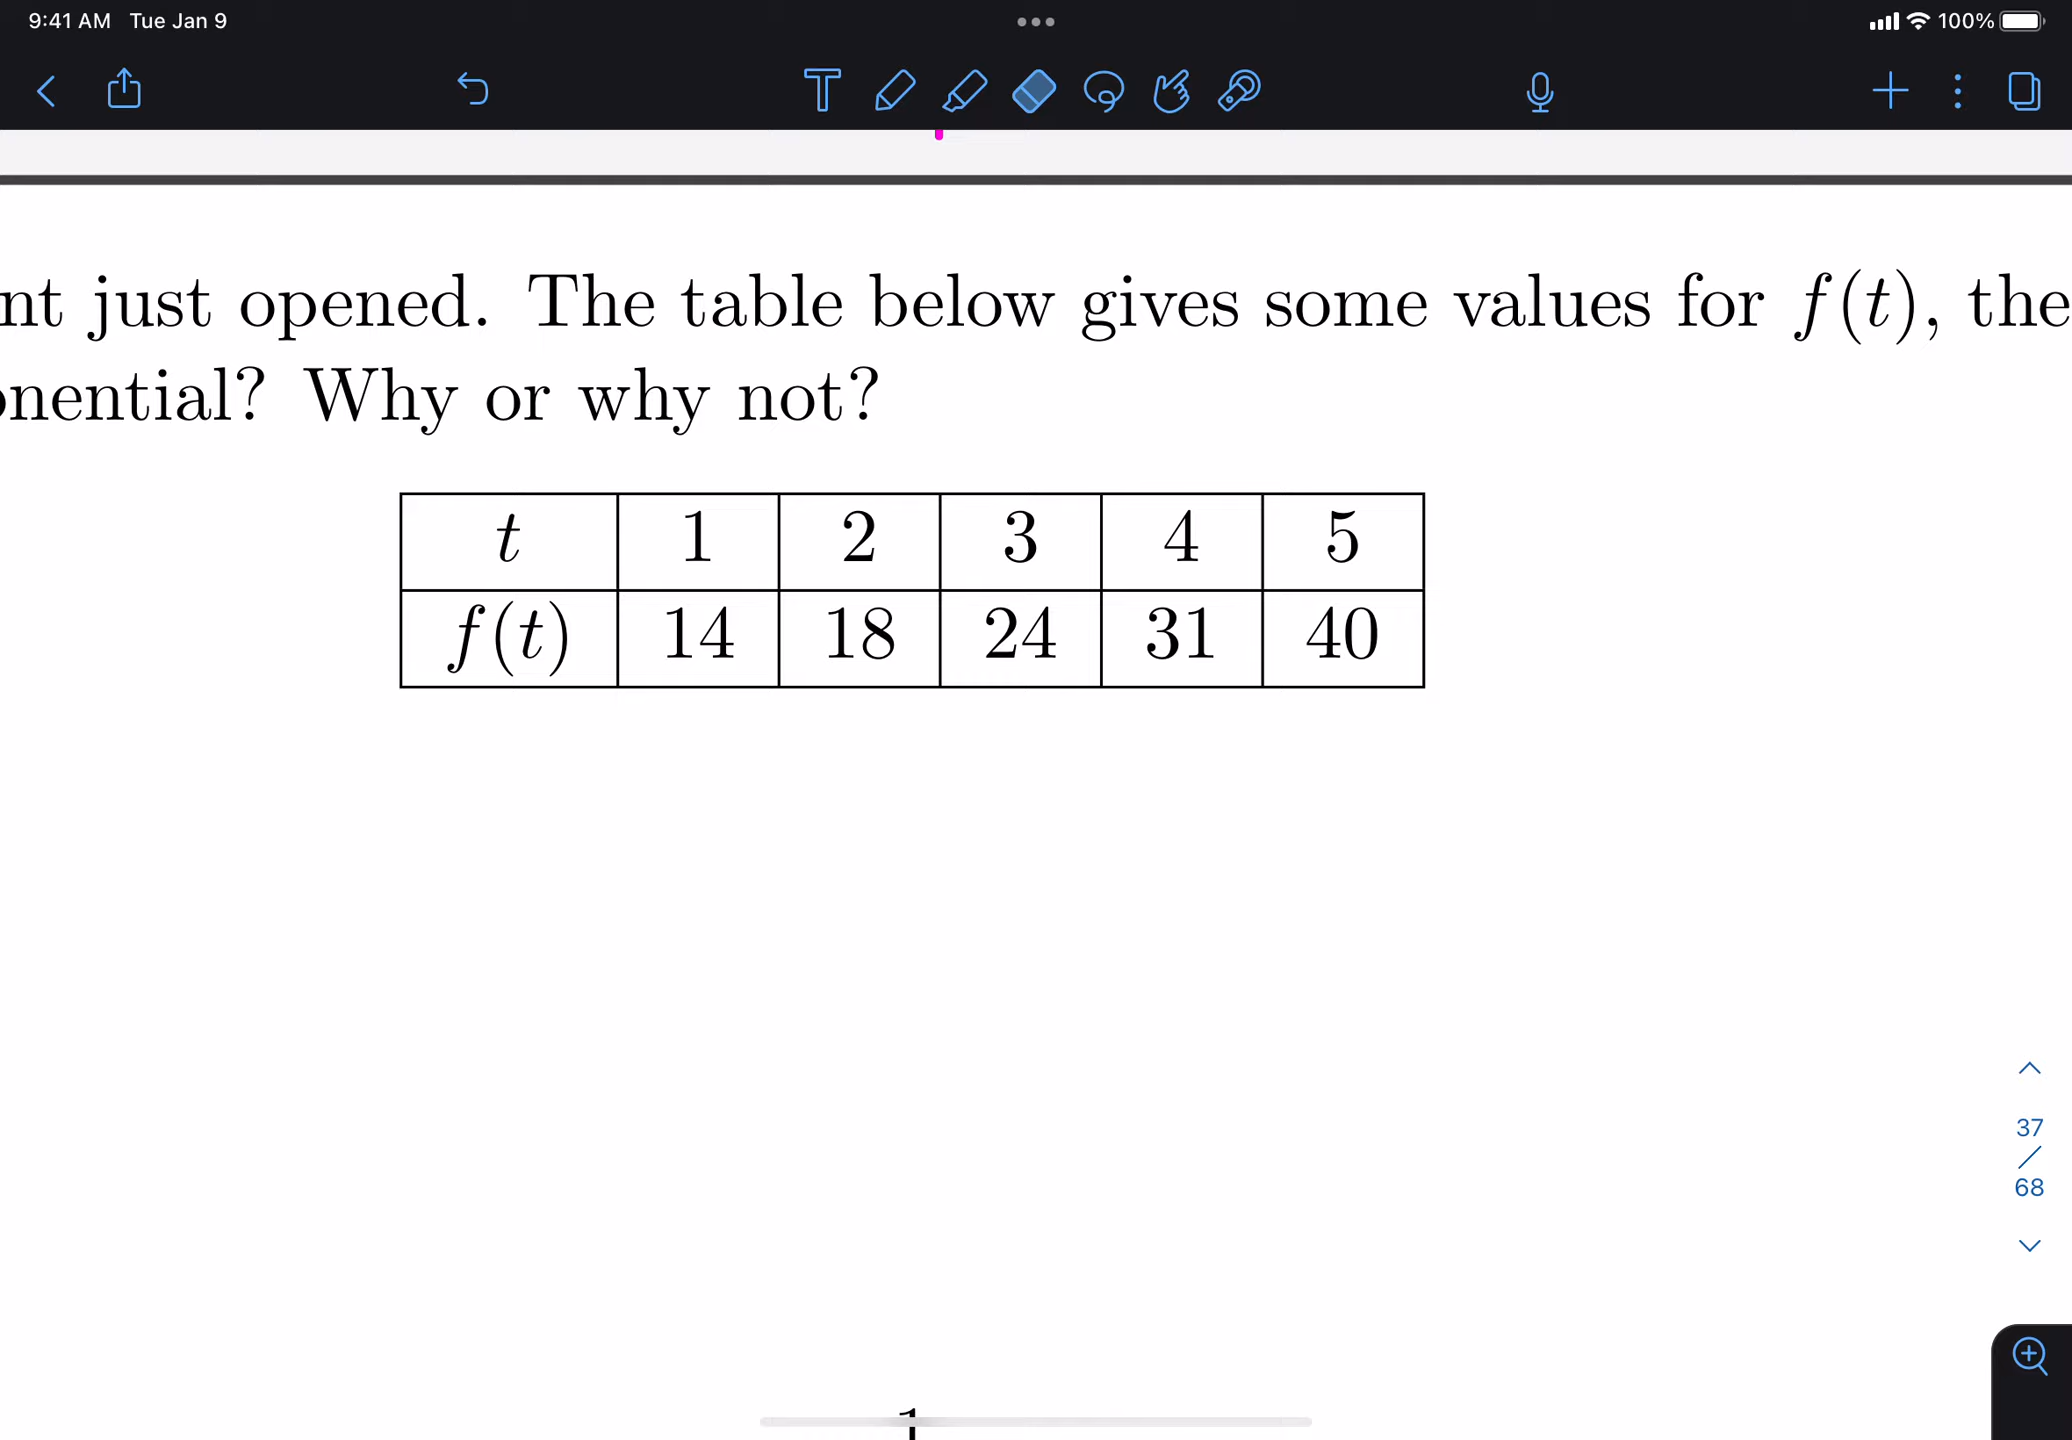 9:41 AM Tue Jan 9
100%
nt just opened. The table below gives some values for f(t), the
nential? Why or why not?
t 1 2 3 4 5
f(t) 14 18 24 31 40
37
/
68
1